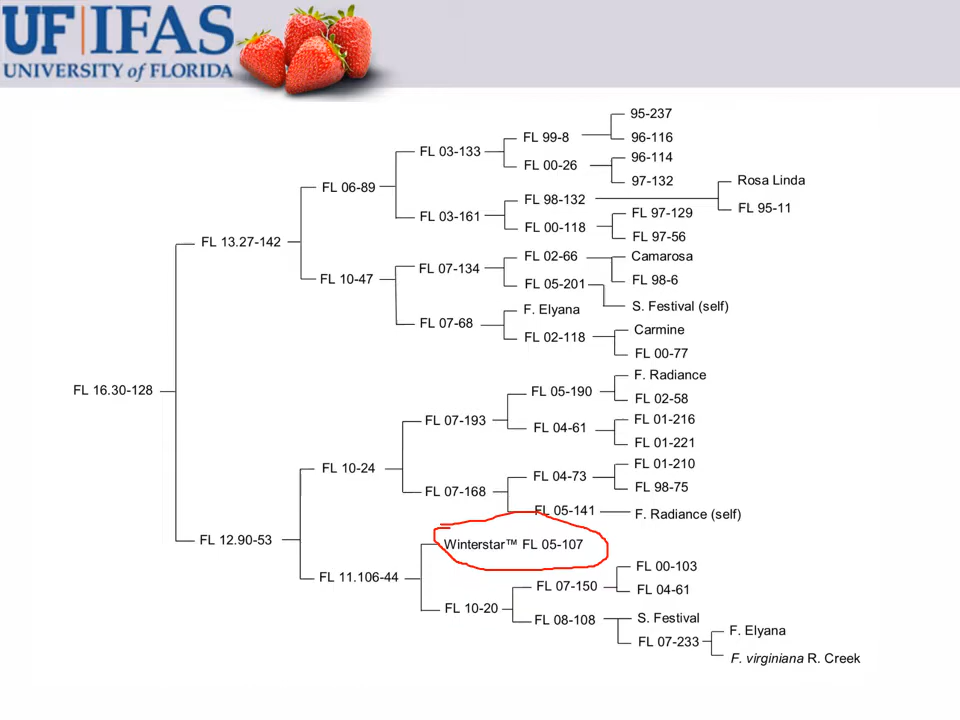 UF|IFAS
UNIVERSITY of FLORIDA
95-237
FL 99-8
96-116
FL 03-133
96-114
FL 00-26
97-132
Rosa Linda
FL 06-89
FL 98-132
FL 95-11
FL 03-161
FL 97-129
FL 00-118
FL 97-56
FL 13.27-142
FL 02-66
Camarosa
FL 07-134
FL 10-47
FL 98-6
FL 05-201
S. Festival (self)
F. Elyana
FL 07-68
Carmine
FL 02-118
FL 00-77
F. Radiance
FL 16.30-128
FL 05-190
FL 02-58
FL 07-193
FL 01-216
FL 04-61
FL 01-221
FL 10-24
FL 01-210
FL 04-73
FL 98-75
FL 07-168
FL 05-141
F. Radiance (self)
FL 12.90-53
Winterstar™ FL 05-107
FL 00-103
FL 11.106-44
FL 07-150
FL 04-61
FL 10-20
FL 08-108
S. Festival
F. Elyana
FL 07-233
F. virginiana R. Creek